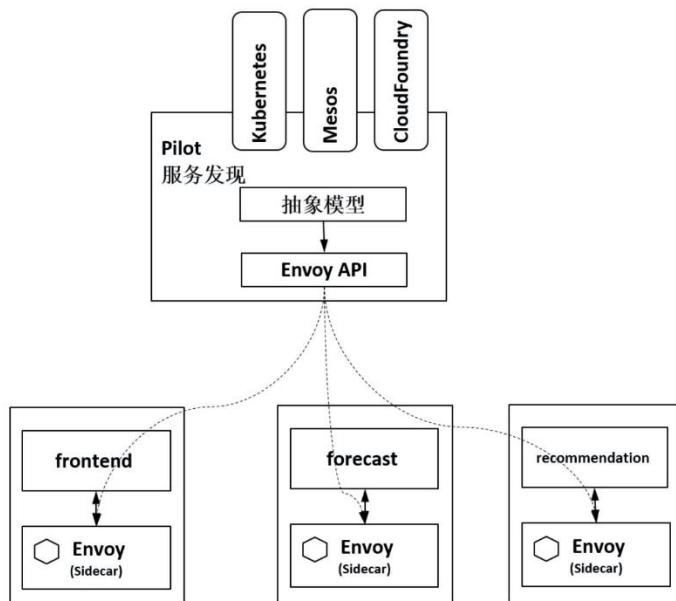 Kubernetes
Mesos
CloudFoundry
Pilot
服务发现
抽象模型
Envoy API
frontend
Envoy
(Sidecar)
forecast
Envoy
(Sidecar)
recommendation
Envoy
(Sidecar)